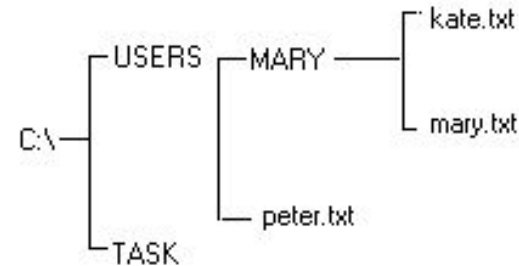 kate.txt
USERS MARY
C:\
mary.txt
peter.txt
TASK